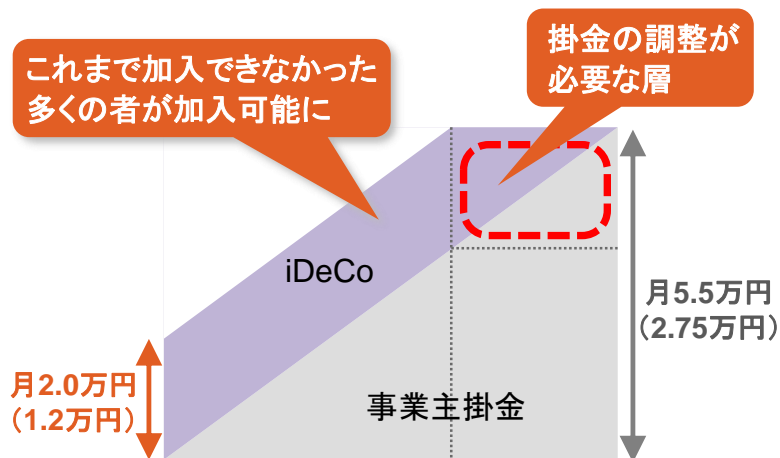 これまで加入できなかった
多くの者が加入可能に
掛金の調整が
必要な層
iDeCo
月5.5万円
（2.75万円）
月2.0万円
（1.2万円）
事業主掛金